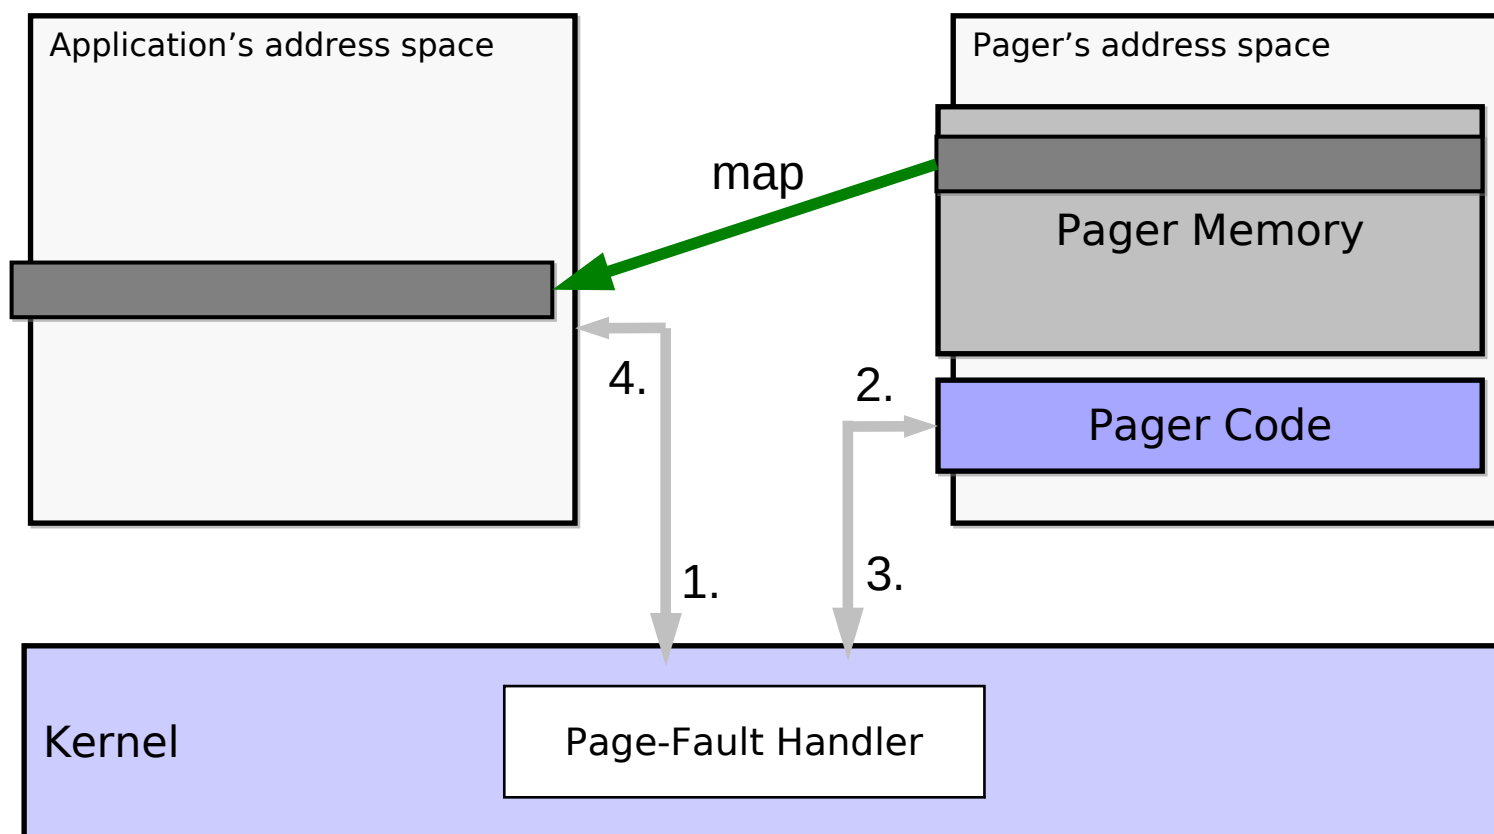 Application’s address space
Pager’s address space
map
Pager Memory
4.
2.
Pager Code
1.
3.
Kernel
Page-Fault Handler